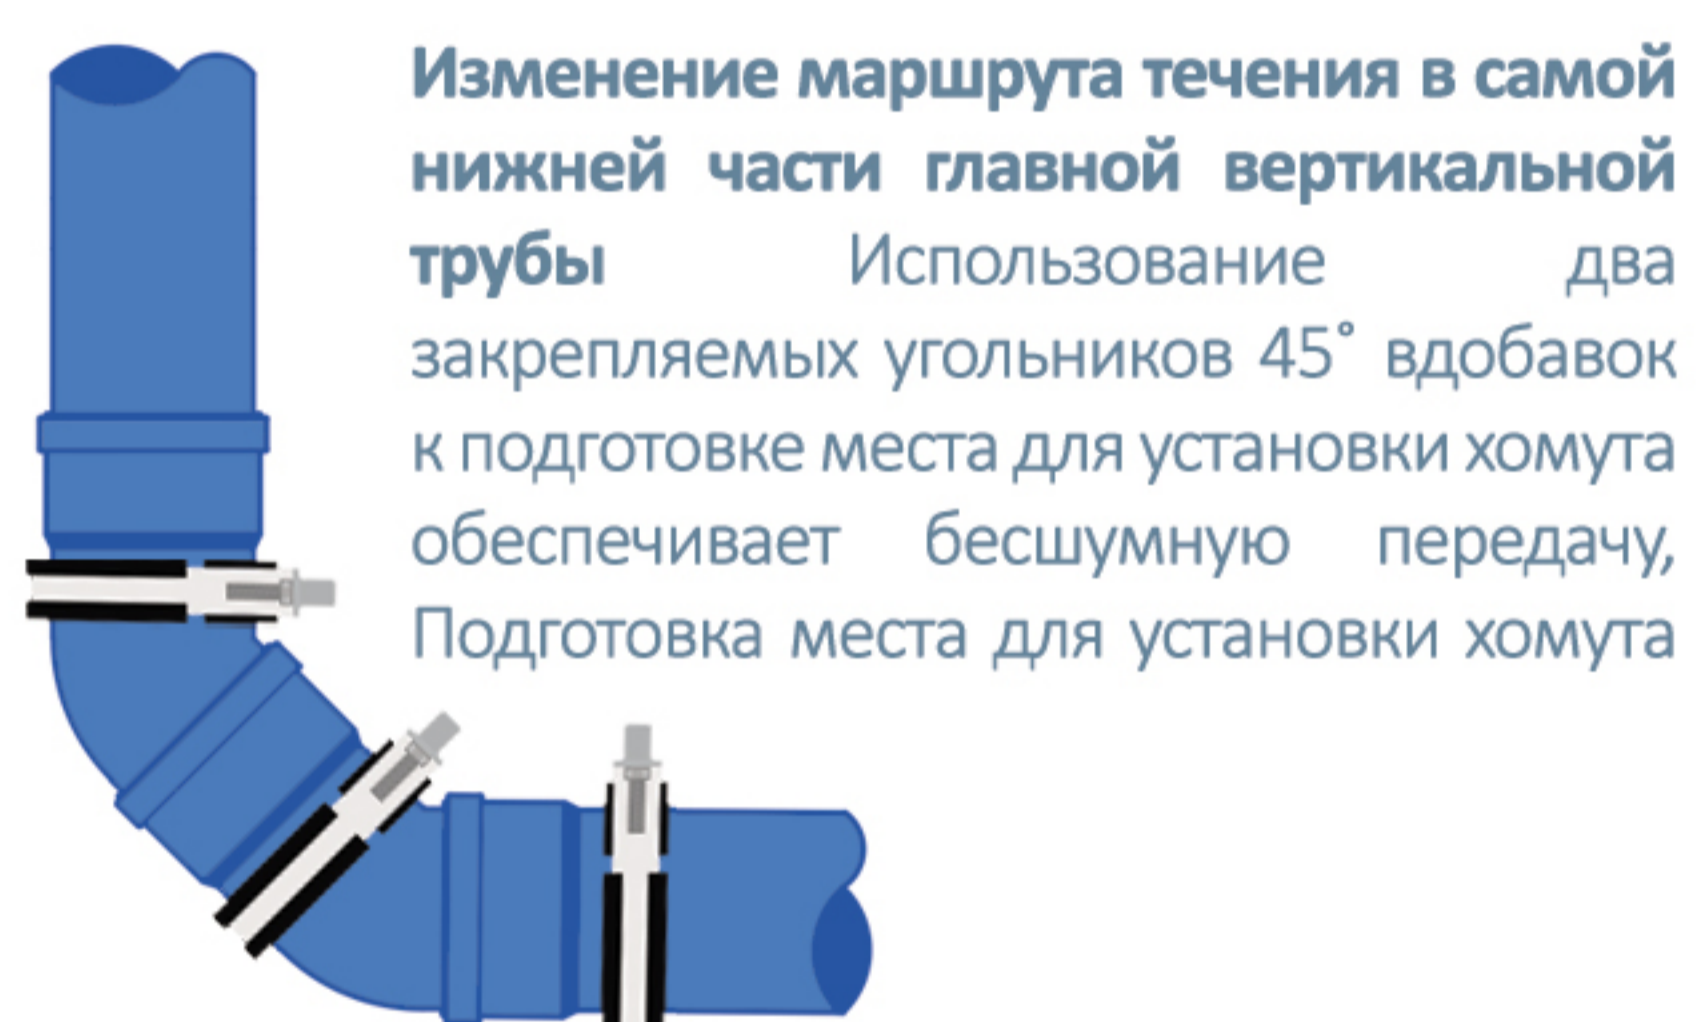 Изменение маршрута течения в самой
нижней части главной вертикальной
трубы Использование два
закрепляемых угольников 45˚ вдобавок
к подготовке места для установки хомута
обеспечивает бесшумную передачу,
Подготовка места для установки хомута